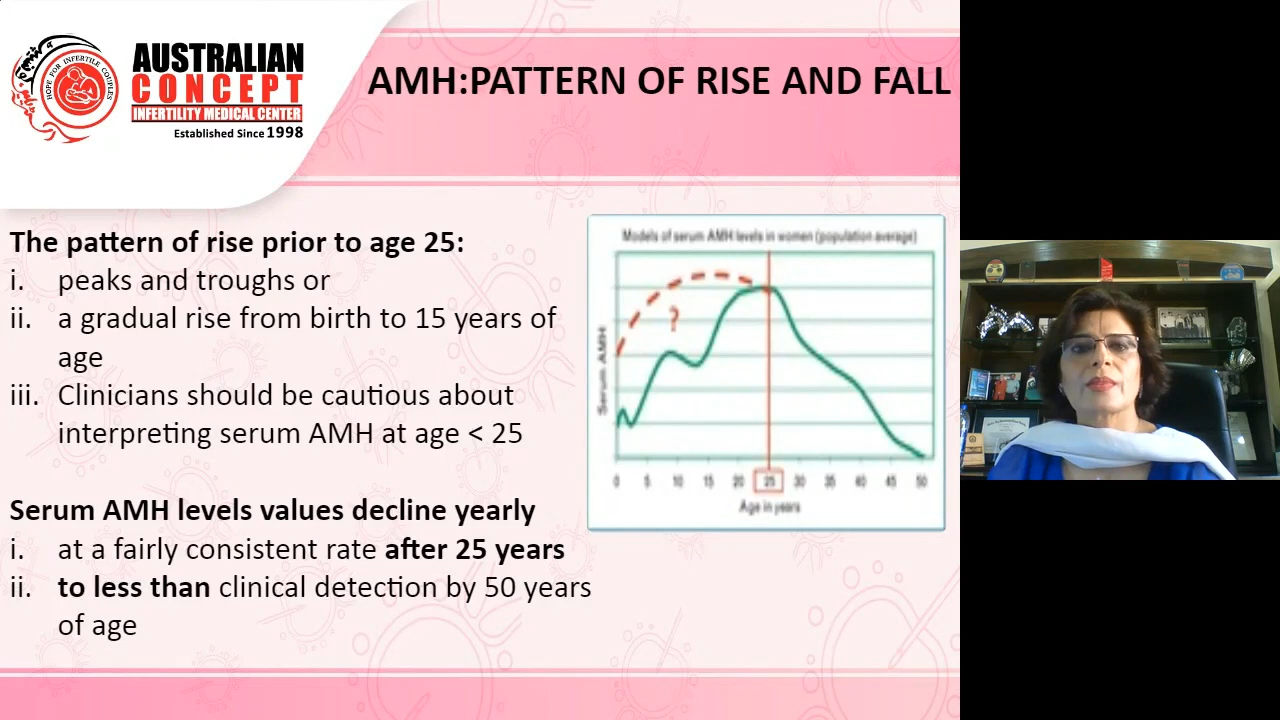 HOPE FOR INFERTILE COUPLES
AUSTRALIAN
CONCEPT
INFERTILITY MEDICAL CENTER
Established Since 1998
AMH:PATTERN OF RISE AND FALL
The pattern of rise prior to age 25:
i. peaks and troughs or
ii. a gradual rise from birth to 15 years of
age
iii. Clinicians should be cautious about
interpreting serum AMH at age < 25
Serum AMH levels values decline yearly
i. at a fairly consistent rate after 25 years
ii. to less than clinical detection by 50 years
of age
Models of serum AMH levels in women (population average)
?
Serum AMH
0 5 10 15 20 25 30 35 40 45 50
Age in years